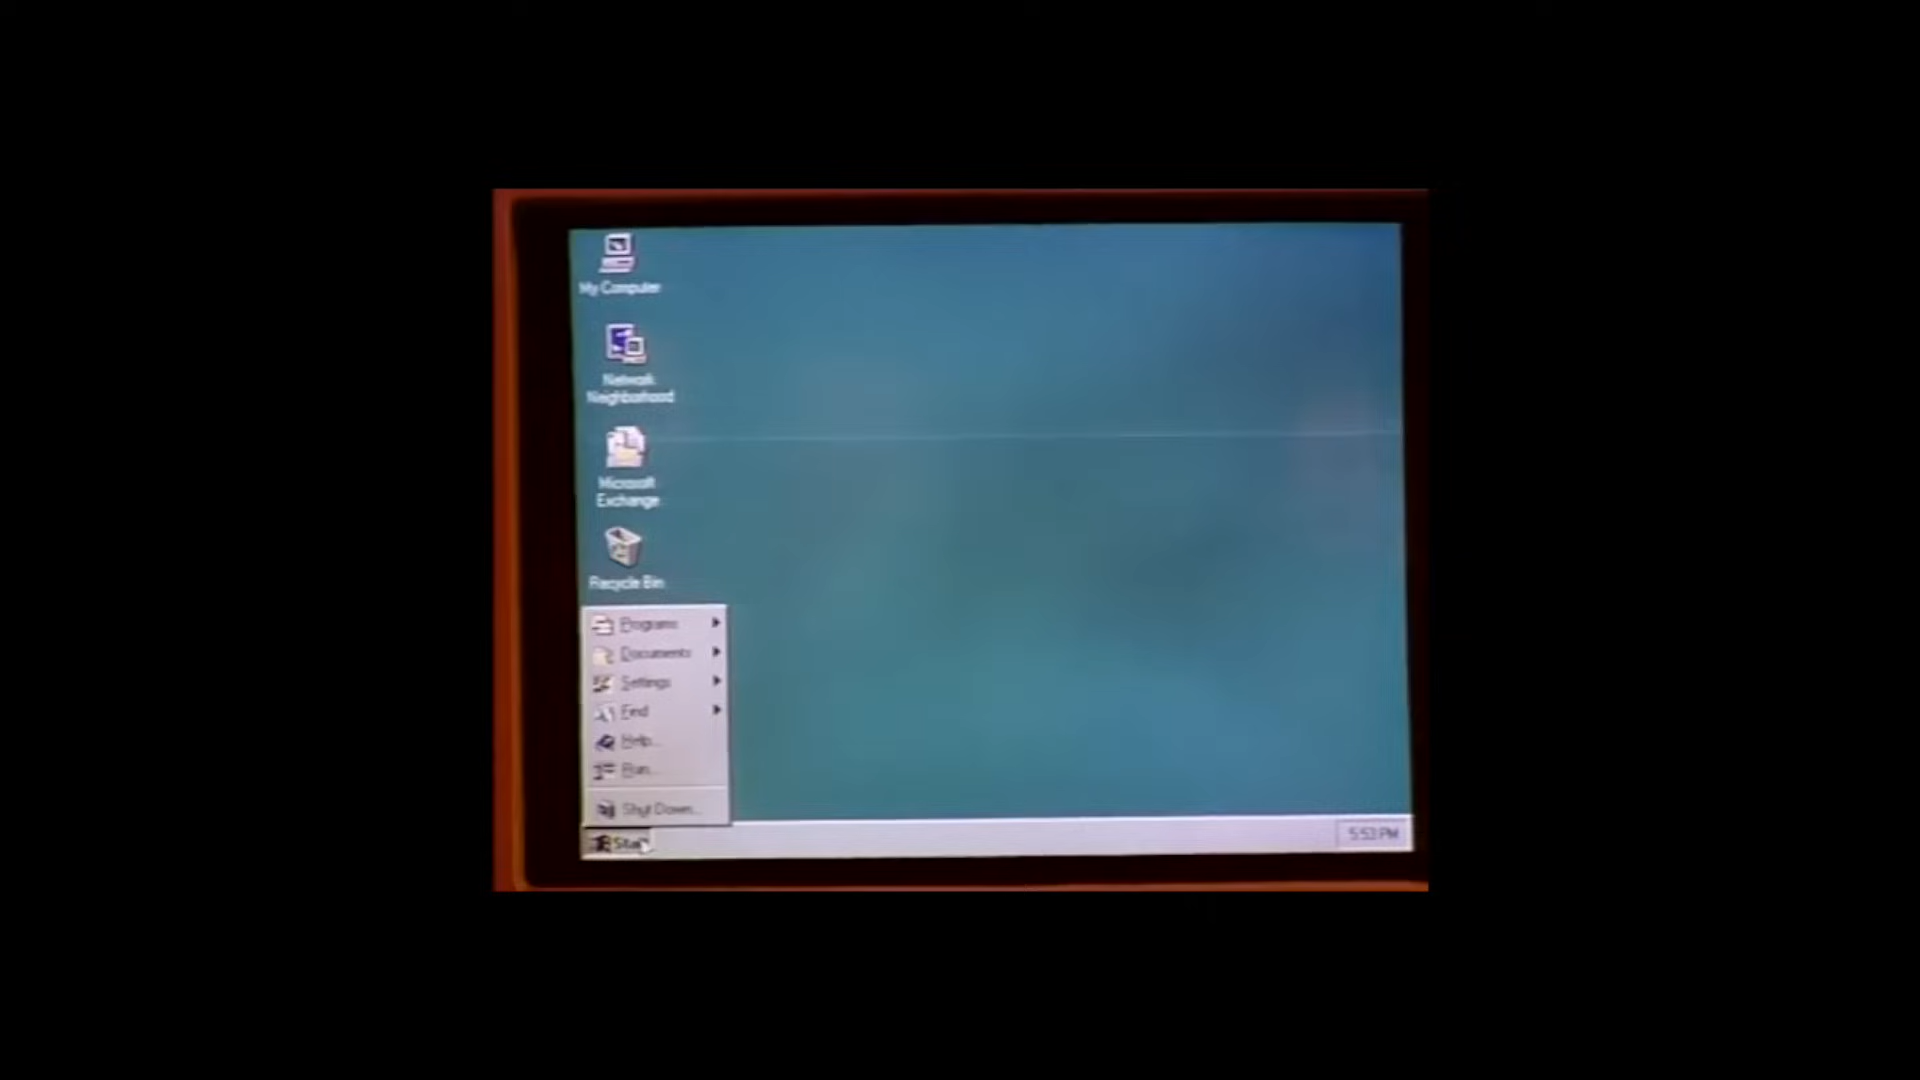 My Computer
Network
Neighborhood
Microsoft
Exchange
Recycle Bin
Programs
Documents
Settings
Find
Help...
Run...
Shut Down...
Start
5:53 PM